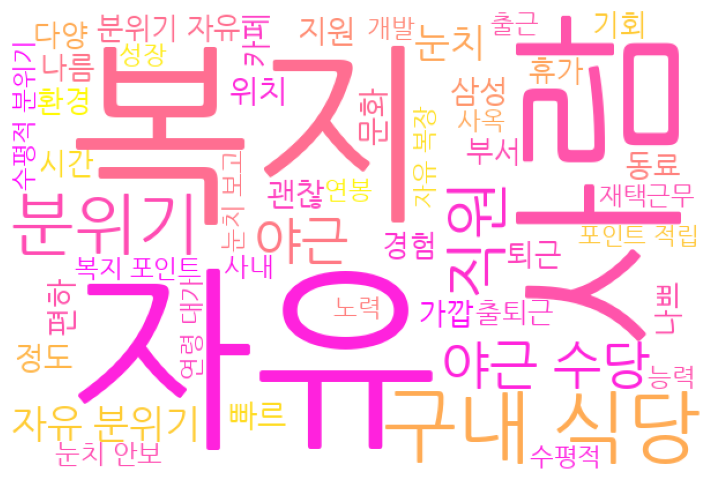 다양
분위기 자유
카페
지원
개발
눈치
출근
기회
사람
나름
성장
복지
위치
문화
삼성
휴가
환경
수평적 분위기
사옥
시간
눈치 보고
괜찮
연봉
자유 복장
부서
동료
재택근무
분위기
야근
경험
직원
퇴근
포인트 적립
복지 포인트
사내
편하
자유
노력
가깝
출퇴근
나쁘
정도
연령 대가
야근 수당
능력
자유 분위기
빠르
구내 식당
눈치 안보
수평적